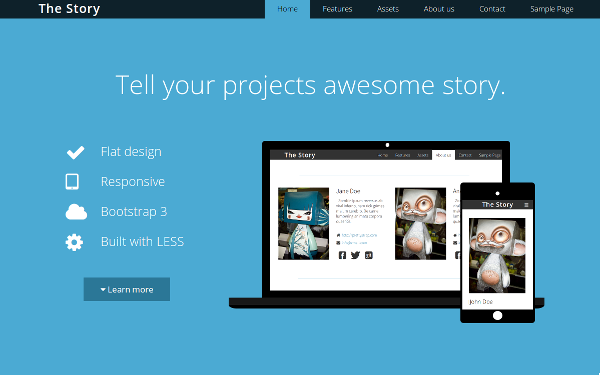 The Story
Home Features Assets About us Contact Sample Page
Tell your projects awesome story.
Flat design
Responsive
Bootstrap 3
Built with LESS
Learn more
The Story
Home Features Assets About us Contact Sample Page
Jane Doe
The Story
John Doe